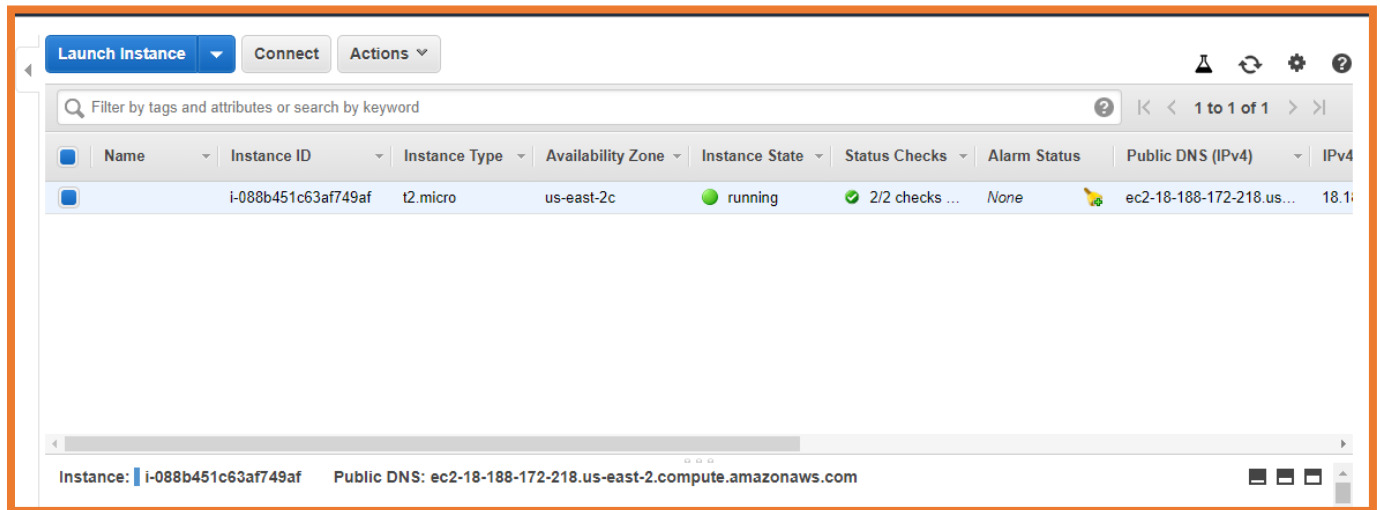 Launch Instance Connect Actions
Filter by tags and attributes or search by keyword 1 to 1 of 1
Name Instance ID Instance Type Availability Zone Instance State Status Checks Alarm Status Public DNS (IPv4) IPv4
i-088b451c63af749af t2.micro us-east-2c running 2/2 checks ... None ec2-18-188-172-218.us... 18.18
Instance: i-088b451c63af749af Public DNS: ec2-18-188-172-218.us-east-2.compute.amazonaws.com